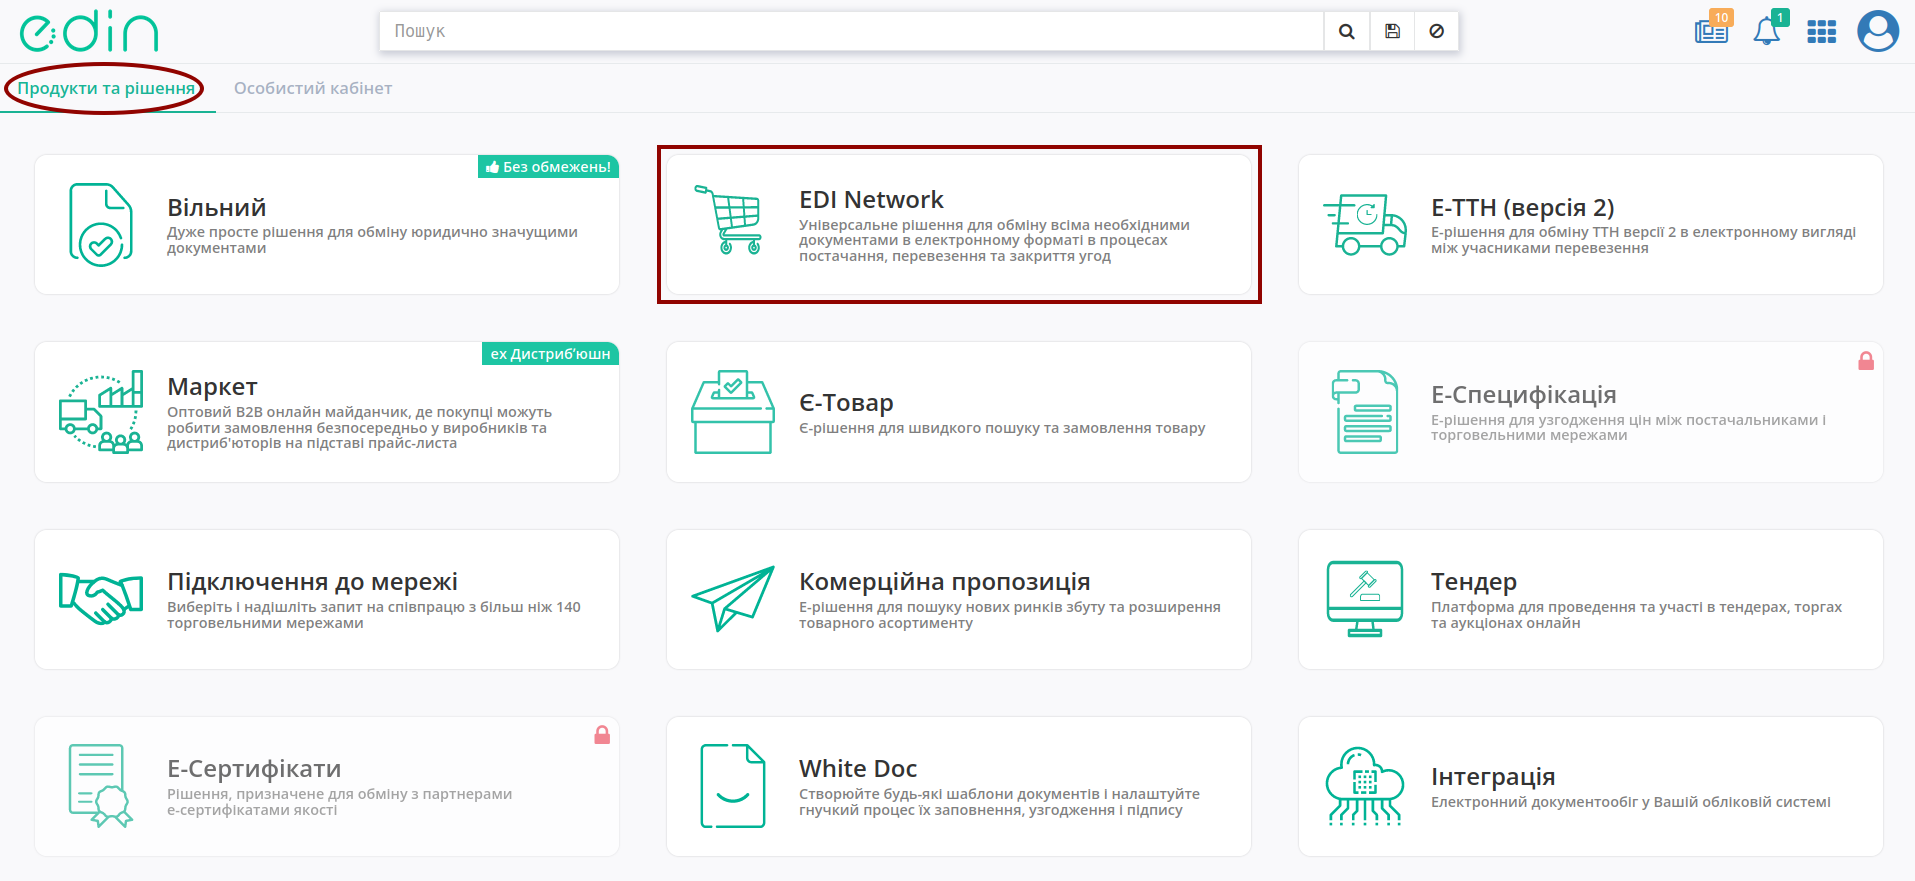 edin
Пошук
10
1
Продукти та рішення
Особистий кабінет
Без обмежень!
Вільний
Дуже просте рішення для обміну юридично значущими
документами
EDI Network
Універсальне рішення для обміну всіма необхідними
документами в електронному форматі в процесах
постачання, перевезення та закриття угод
Е-ТТН (версія 2)
Е-рішення для обміну ТТН версії 2 в електронному вигляді
між учасниками перевезення
ех Дистриб’юшн
Маркет
Оптовий B2B онлайн майданчик, де покупці можуть
робити замовлення безпосередньо у виробників та
дистриб'юторів на підставі прайс-листа
Є-Товар
Є-рішення для швидкого пошуку та замовлення товару
Е-Специфікація
Е-рішення для узгодження цін між постачальниками і
торговельними мережами
Підключення до мережі
Виберіть і надішліть запит на співпрацю з більш ніж 140
торговельними мережами
Комерційна пропозиція
Е-рішення для пошуку нових ринків збуту та розширення
товарного асортименту
Тендер
Платформа для проведення та участі в тендерах, торгах
та аукціонах онлайн
Е-Сертифікати
Рішення, призначене для обміну з партнерами
е-сертифікатами якості
White Doc
Створюйте будь-які шаблони документів і налаштуйте
гнучкий процес їх заповнення, узгодження і підпису
Інтеграція
Електронний документообіг у Вашій обліковій системі